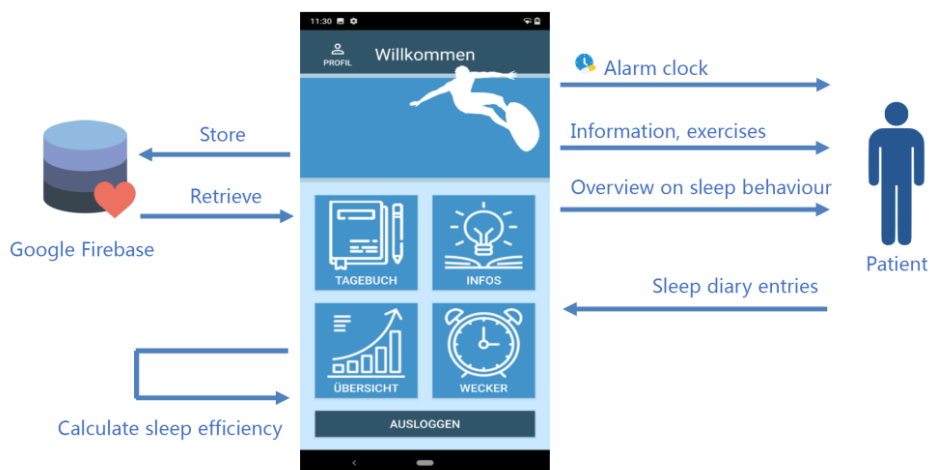 11:30
PROFIL
Willkommen
Alarm clock
Store
Information, exercises
Retrieve
Overview on sleep behaviour
Google Firebase
Patient
TAGEBUCH
INFOS
Sleep diary entries
ÜBERSICHT
WECKER
Calculate sleep efficiency
AUSLOGGEN